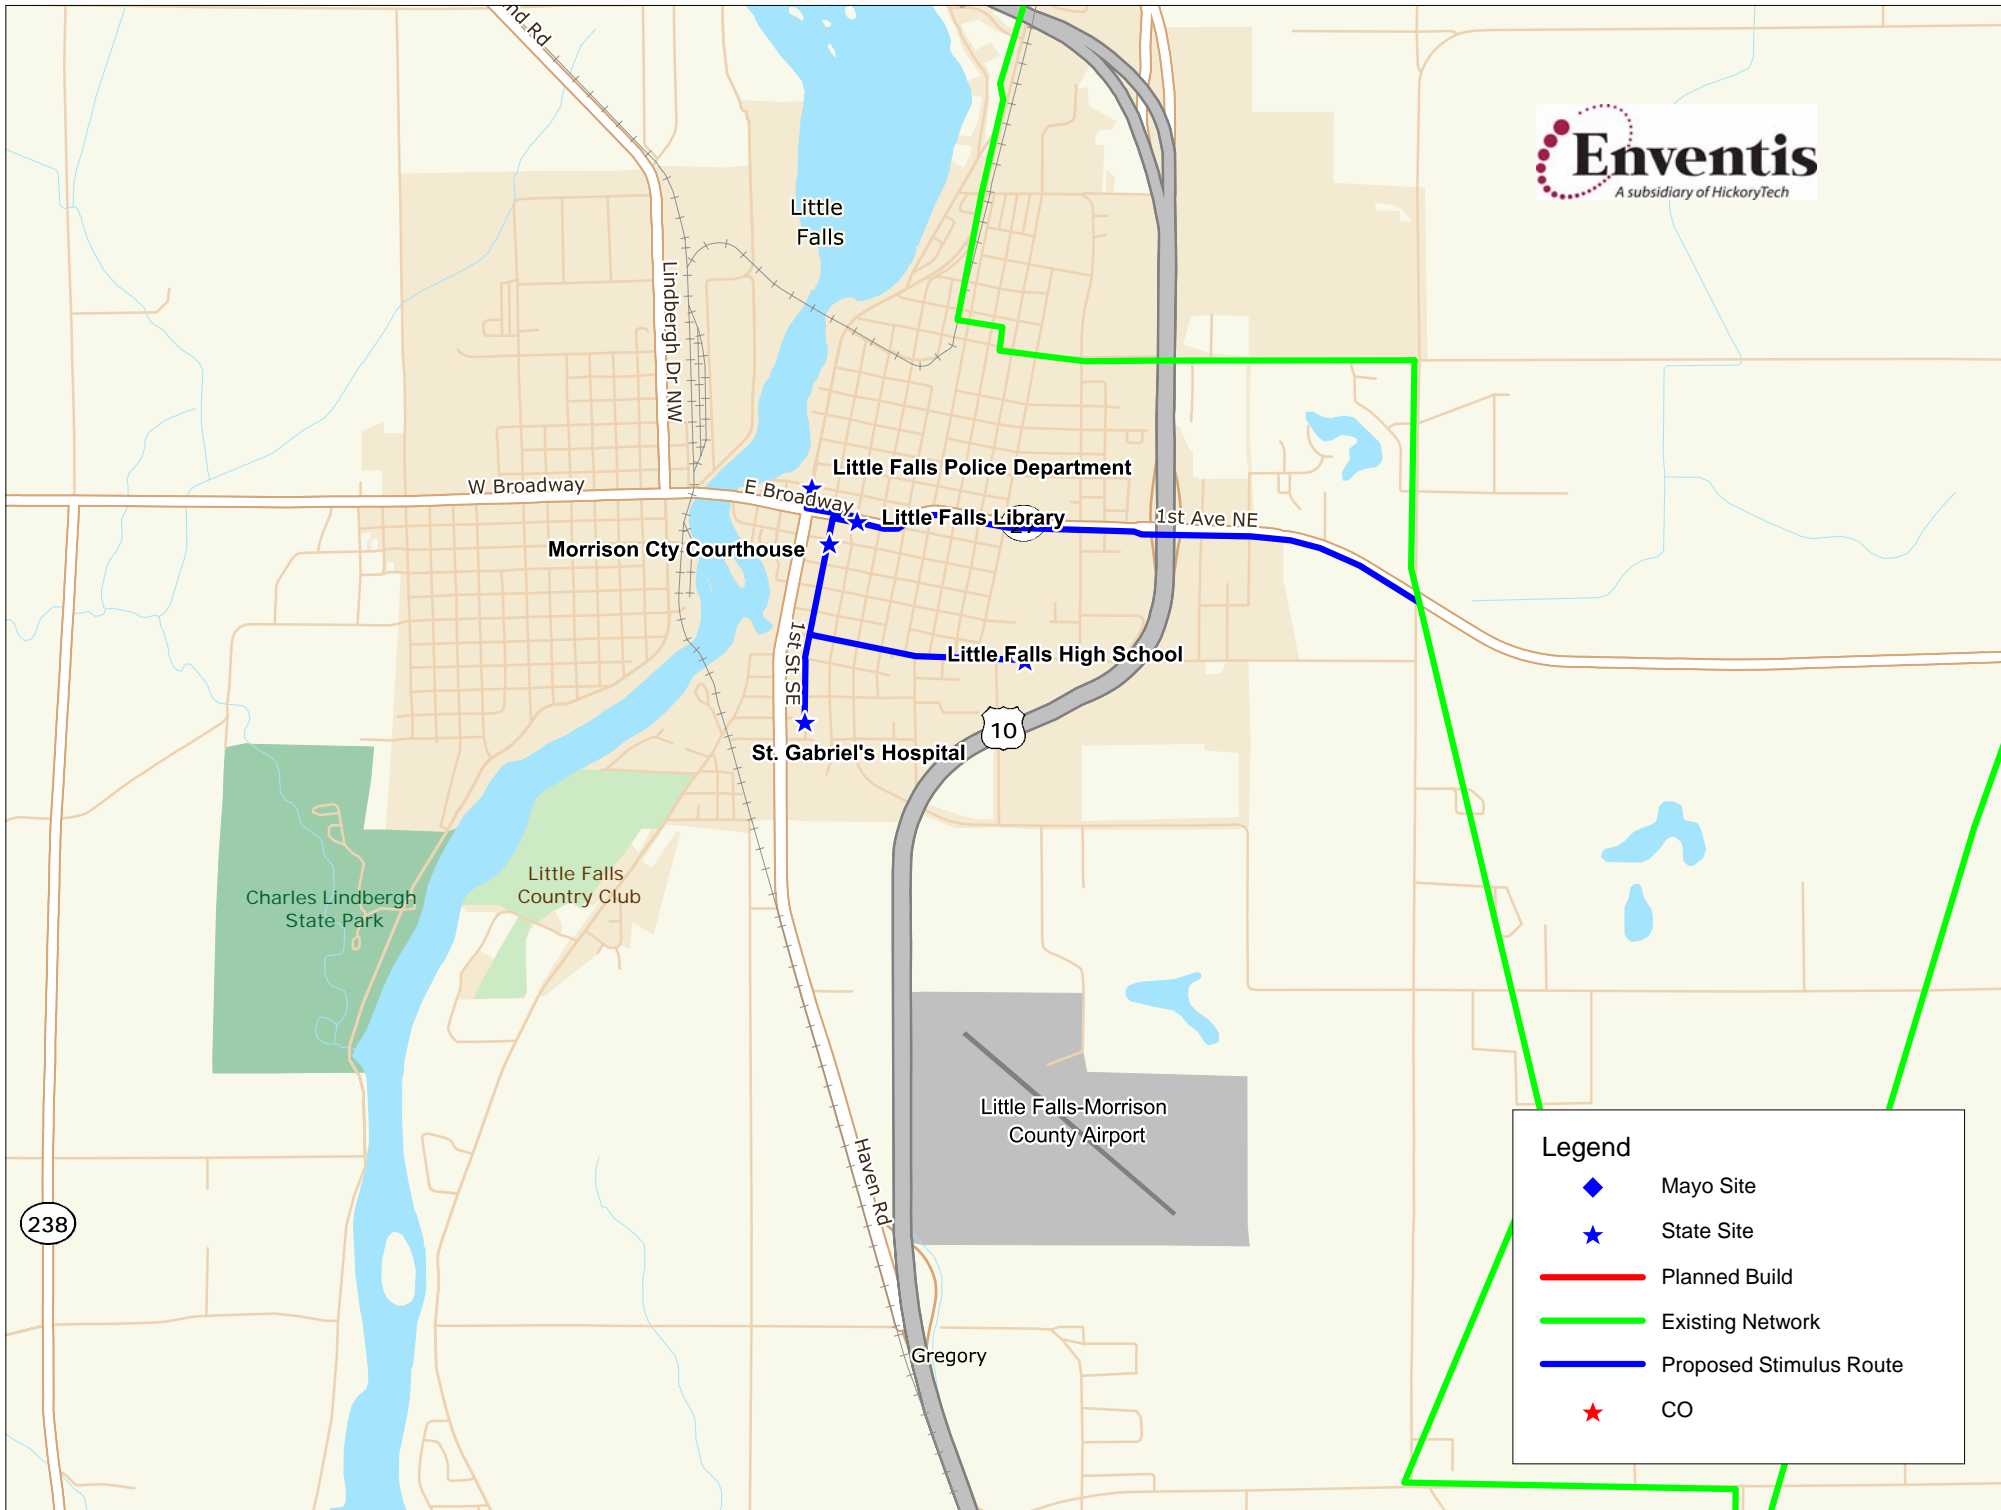 nd Rd
Enventis
A subsidiary of HickoryTech
Little
Falls
Lindbergh Dr NW
Little Falls Police Department
W Broadway
E Broadway
Little Falls Library
1st Ave NE
Morrison Cty Courthouse
1st St SE
Little Falls High School
10
St. Gabriel's Hospital
Little Falls
Country Club
Charles Lindbergh
State Park
Little Falls-Morrison
County Airport
Haven Rd
238
Gregory
Legend
Mayo Site
State Site
Planned Build
Existing Network
Proposed Stimulus Route
CO